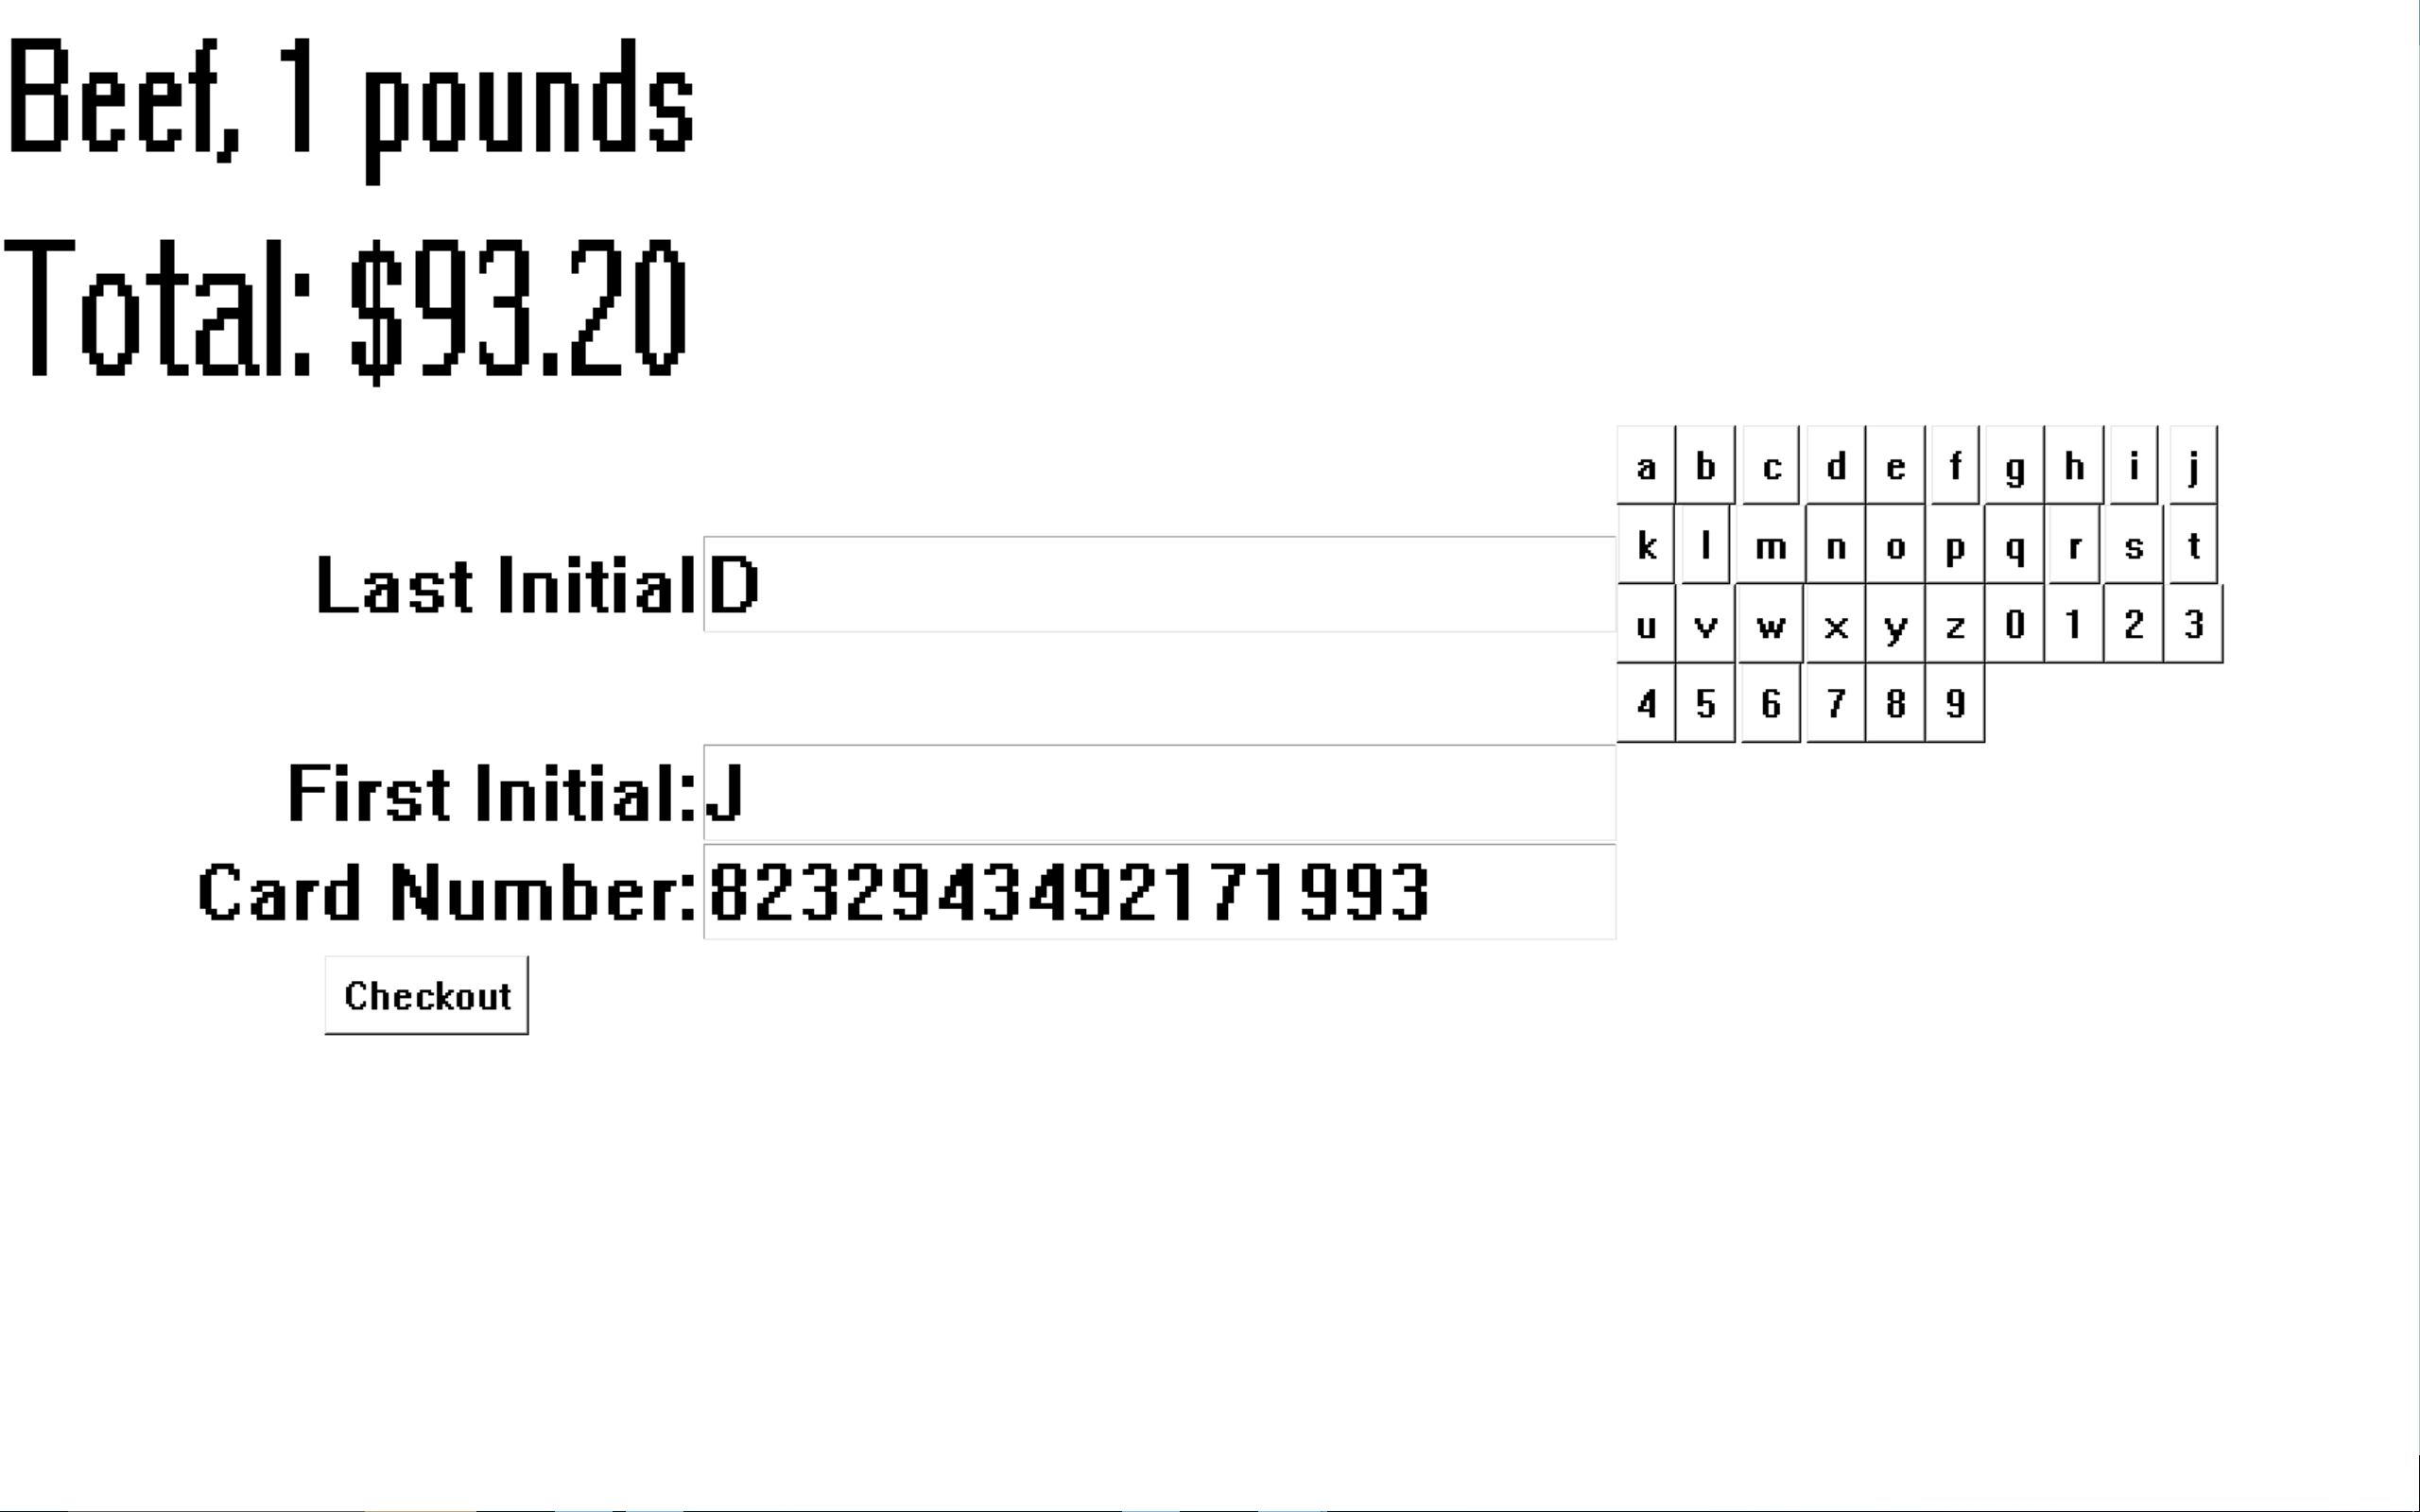 Beef, 1 pounds
Total: $93.20
a b c d e f g h i j
k l m n o p q r s t
u v w x y z 0 1 2 3
4 5 6 7 8 9
Last Initial D
First Initial: J
Card Number: 8232943492171993
Checkout